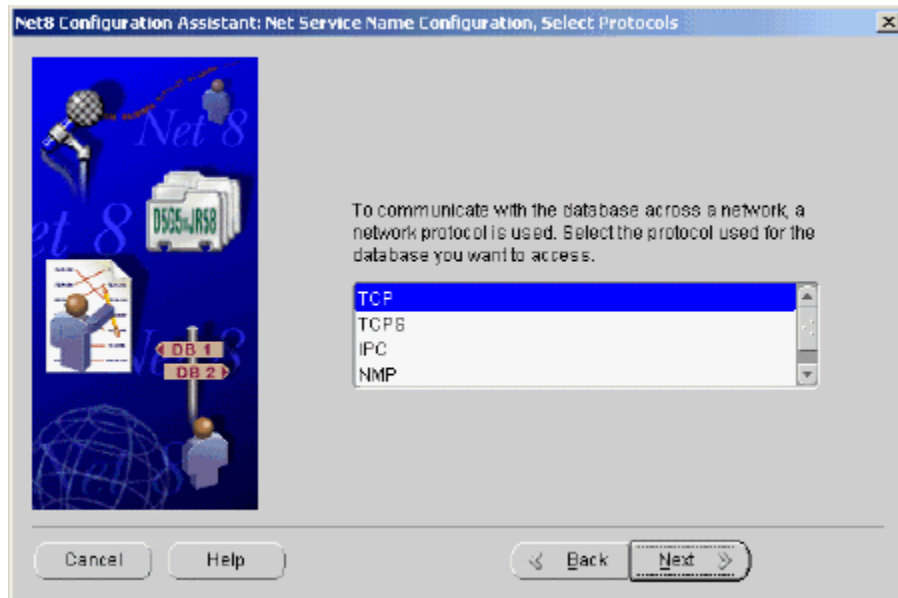 Net8 Configuration Assistant: Net Service Name Configuration, Select Protocols
Net 8
D5G5 JR58
et 8
DB 1
DB 2
To communicate with the database across a network, a
network protocol is used. Select the protocol used for the
database you want to access.
TCP
TCPS
IPC
NMP
Cancel
Help
Back
Next